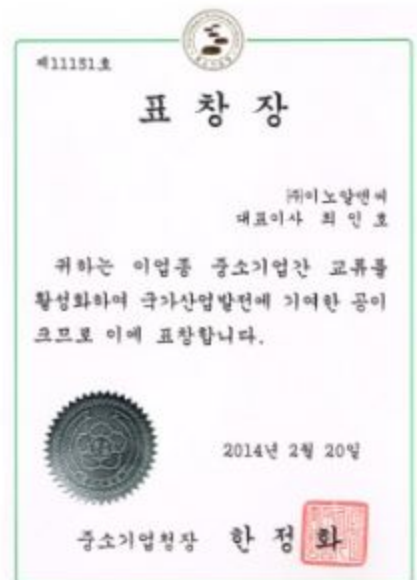 제11151호
표 창 장
㈜이노알앤씨
대표이사 최 인 호
귀하는 이업종 중소기업간 교류를
활성화하여 국가산업발전에 기여한 공이
크므로 이에 표창합니다.
2014년 2월 20일
중소기업청장 한 정 화